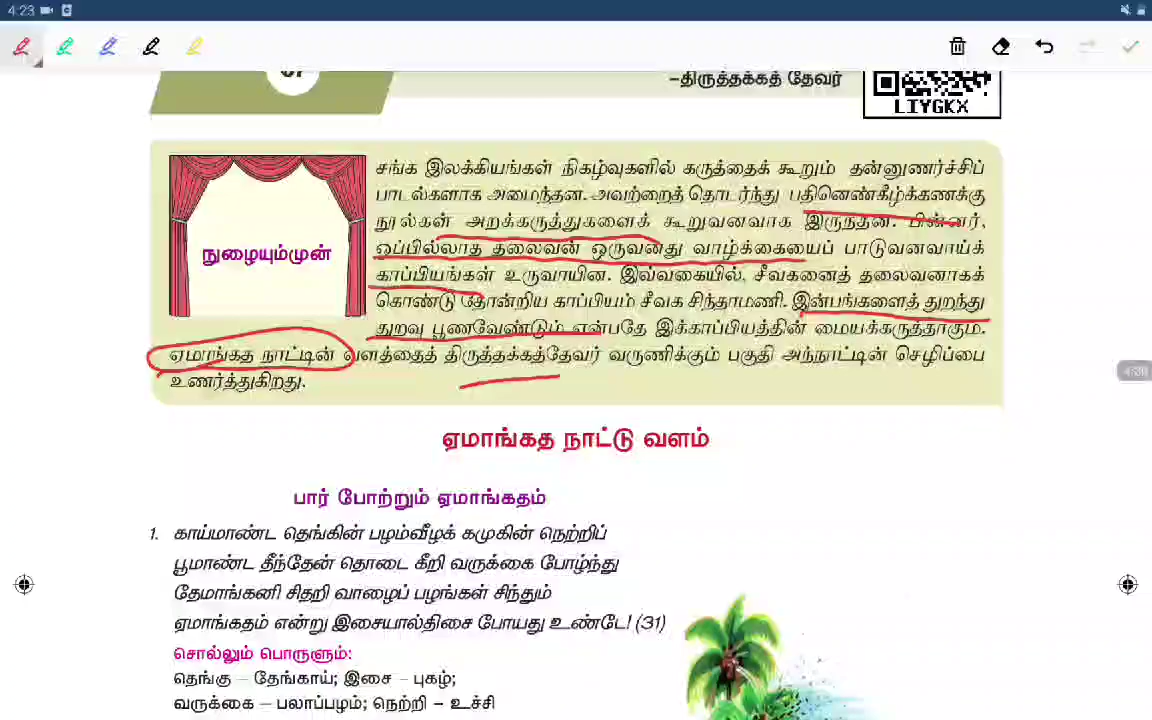 4:23
-திருத்தக்கத் தேவர்
LIYGKX
நுழையும்முன்
சங்க இலக்கியங்கள் நிகழ்வுகளில் கருத்தைக் கூறும் தன்னுணர்ச்சிப்
பாடல்களாக அமைந்தன. அவற்றைத் தொடர்ந்து பதினெண்கீழ்க்கணக்கு
நூல்கள் அறக்கருத்துகளைக் கூறுவனவாக இருந்தன. பின்னர்,
ஒப்பில்லாத தலைவன் ஒருவனது வாழ்க்கையைப் பாடுவனவாய்க்
காப்பியங்கள் உருவாயின. இவ்வகையில், சீவகனைத் தலைவனாகக்
கொண்டு தோன்றிய காப்பியம் சீவக சிந்தாமணி. இன்பங்களைத் துறந்து
துறவு பூணவேண்டும் என்பதே இக்காப்பியத்தின் மையக்கருத்தாகும்.
ஏமாங்கத நாட்டின் வளத்தைத் திருத்தக்கத்தேவர் வருணிக்கும் பகுதி அந்நாட்டின் செழிப்பை
உணர்த்துகிறது.
ஏமாங்கத நாட்டு வளம்
பார் போற்றும் ஏமாங்கதம்
1. காய்மாண்ட தெங்கின் பழம்வீழக் கமுகின் நெற்றிப்
பூமாண்ட தீந்தேன் தொடை கீறி வருக்கை போழ்ந்து
தேமாங்கனி சிதறி வாழைப் பழங்கள் சிந்தும்
ஏமாங்கதம் என்று இசையால்திசை போயது உண்டே! (31)
சொல்லும் பொருளும்:
தெங்கு – தேங்காய்; இசை – புகழ்;
வருக்கை – பலாப்பழம்; நெற்றி – உச்சி